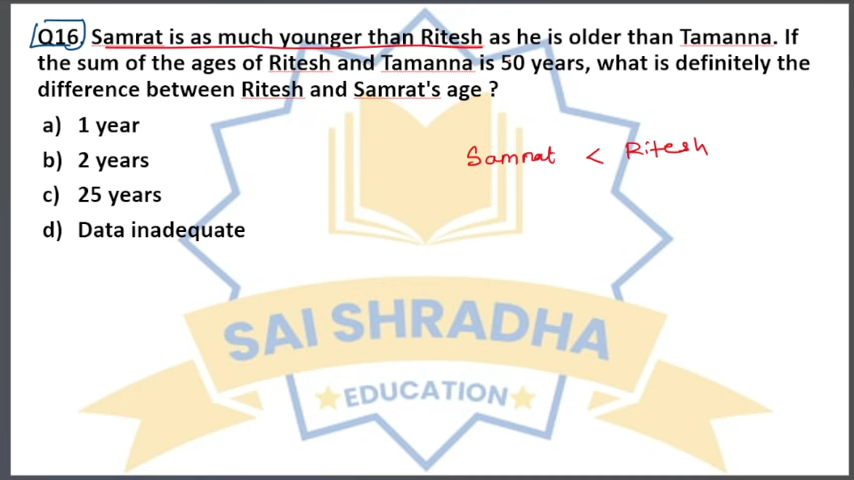 Q16. Samrat is as much younger than Ritesh as he is older than Tamanna. If
the sum of the ages of Ritesh and Tamanna is 50 years, what is definitely the
difference between Ritesh and Samrat's age ?
a) 1 year
b) 2 years
c) 25 years
d) Data inadequate
Samrat < Ritesh
SAI SHRADHA
EDUCATION